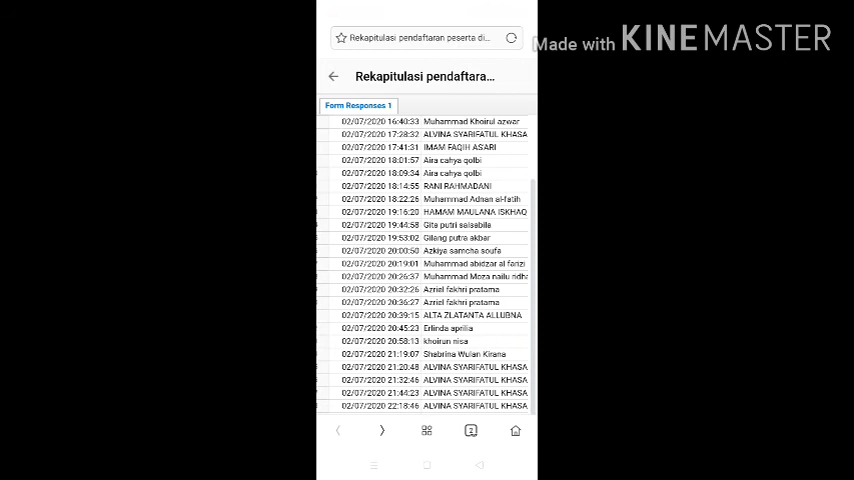 Rekapitulasi pendaftaran peserta di...
Made with KINEMASTER
Rekapitulasi pendaftara...
Form Responses 1
02/07/2020 16:40:33 Muhammad Khoirul azwar
02/07/2020 17:28:32 ALVINA SYARIFATUL KHASA
02/07/2020 17:41:31 IMAM FAQIH AS'ARI
02/07/2020 18:01:57 Aira cahya qolbi
02/07/2020 18:09:34 Aira cahya qolbi
02/07/2020 18:14:55 RANI RAHMADANI
02/07/2020 18:22:26 Muhammad Adnan al-fatih
02/07/2020 19:16:20 HAMAM MAULANA ISKHAQ
02/07/2020 19:44:58 Gita putri salsabila
02/07/2020 19:53:02 Gilang putra akbar
02/07/2020 20:00:50 Azkiya samcha soufa
02/07/2020 20:19:01 Muhammad abidzar al farizi
02/07/2020 20:26:37 Muhammad Moza nailu ridha
02/07/2020 20:32:26 Azriel fakhri pratama
02/07/2020 20:36:27 Azriel fakhri pratama
02/07/2020 20:39:15 ALTA ZLATANTA ALLUBNA
02/07/2020 20:45:23 Erlinda aprilia
02/07/2020 20:58:13 khoirun nisa
02/07/2020 21:19:07 Shabrina Wulan Kirana
02/07/2020 21:20:48 ALVINA SYARIFATUL KHASA
02/07/2020 21:32:46 ALVINA SYARIFATUL KHASA
02/07/2020 21:44:23 ALVINA SYARIFATUL KHASA
02/07/2020 22:18:46 ALVINA SYARIFATUL KHASA
2